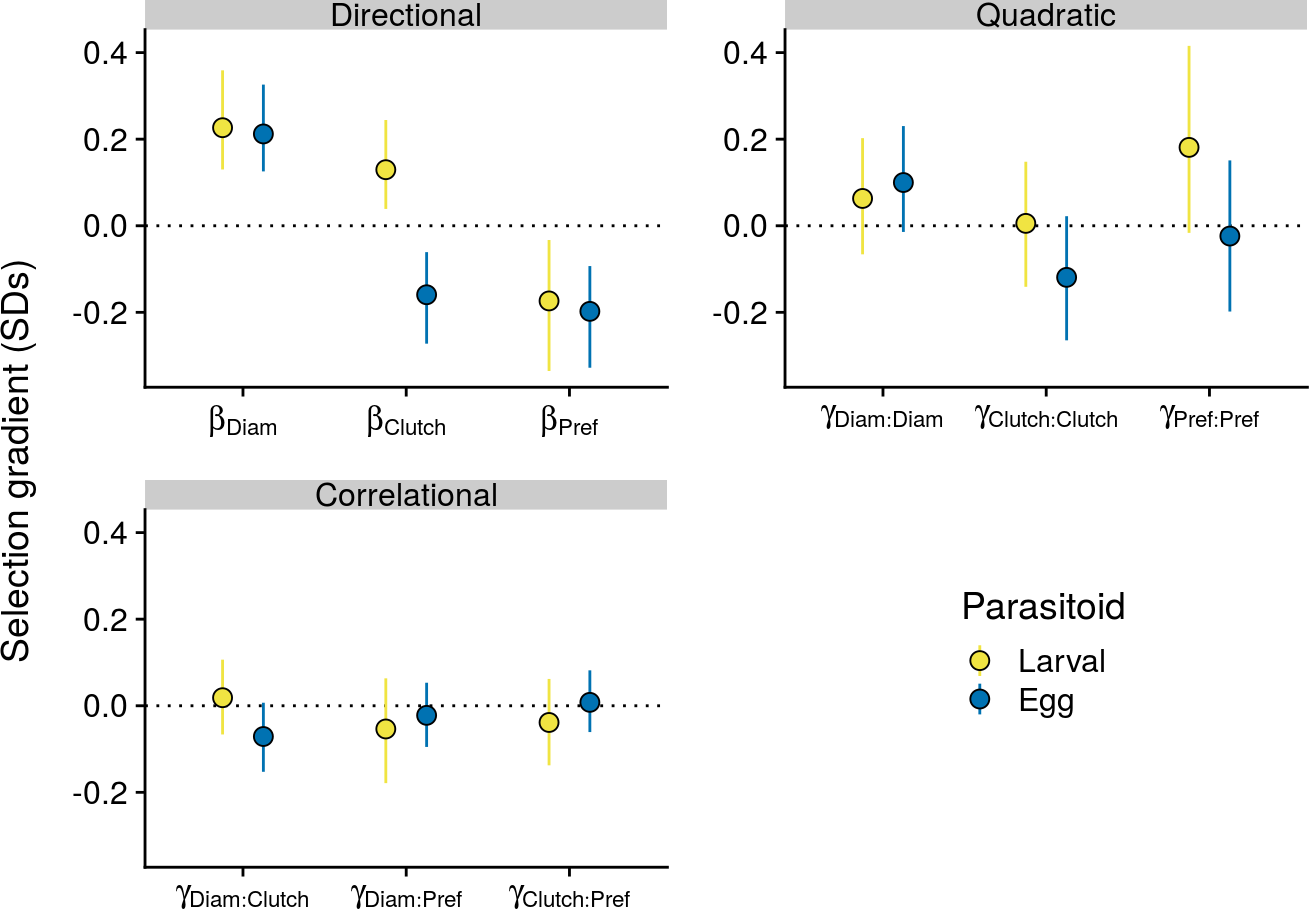 Directional
Quadratic
Selection gradient (SDs)
0.4
0.2
0.0
-0.2
βDiam
βClutch
βPref
0.4
0.2
0.0
-0.2
γDiam:Diam
γClutch:Clutch
γPref:Pref
Correlational
0.4
0.2
0.0
-0.2
γDiam:Clutch
γDiam:Pref
γClutch:Pref
Parasitoid
Larval
Egg